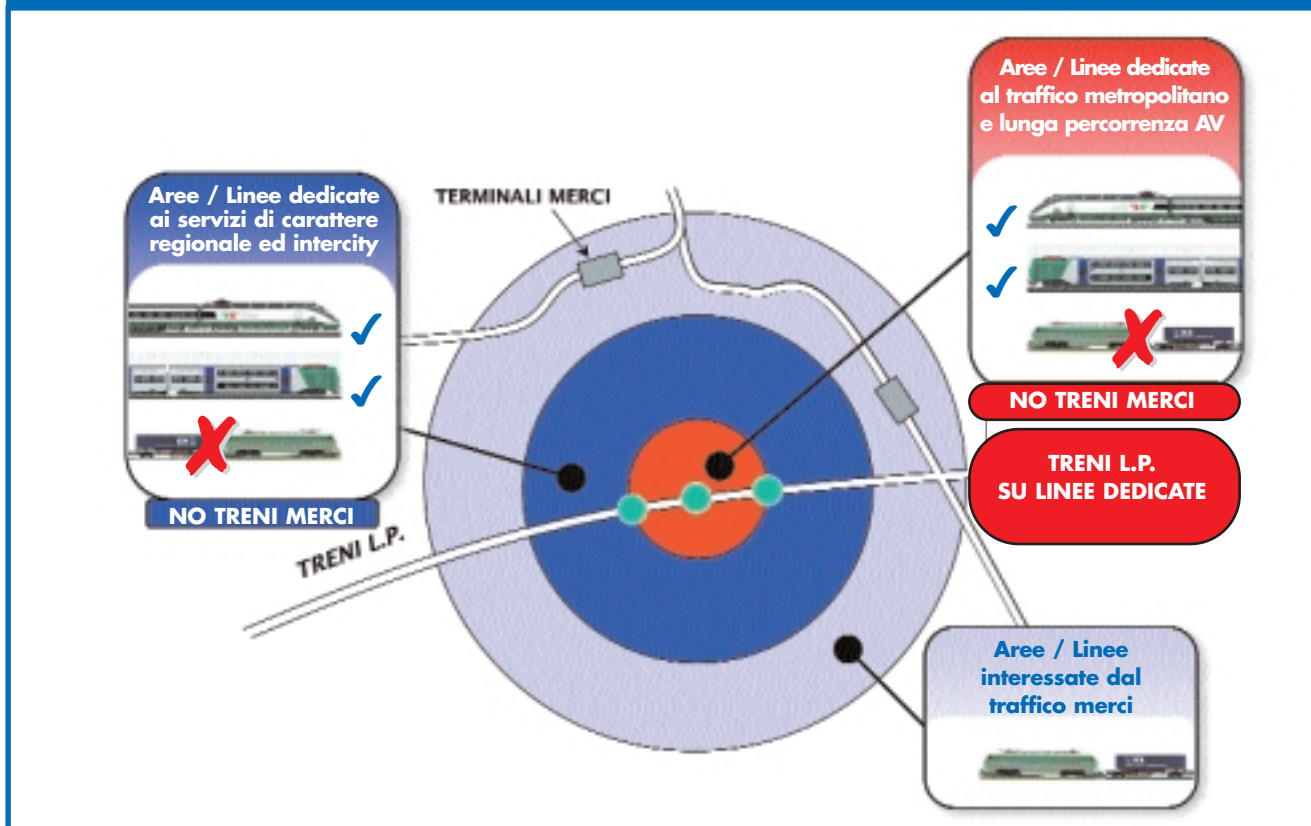 Aree / Linee dedicate
al traffico metropolitano
e lunga percorrenza AV
NO TRENI MERCI
TRENI L.P.
SU LINEE DEDICATE
Aree / Linee dedicate
ai servizi di carattere
regionale ed intercity
NO TRENI MERCI
TERMINALI MERCI
TRENI L.P.
Aree / Linee
interessate dal
traffico merci